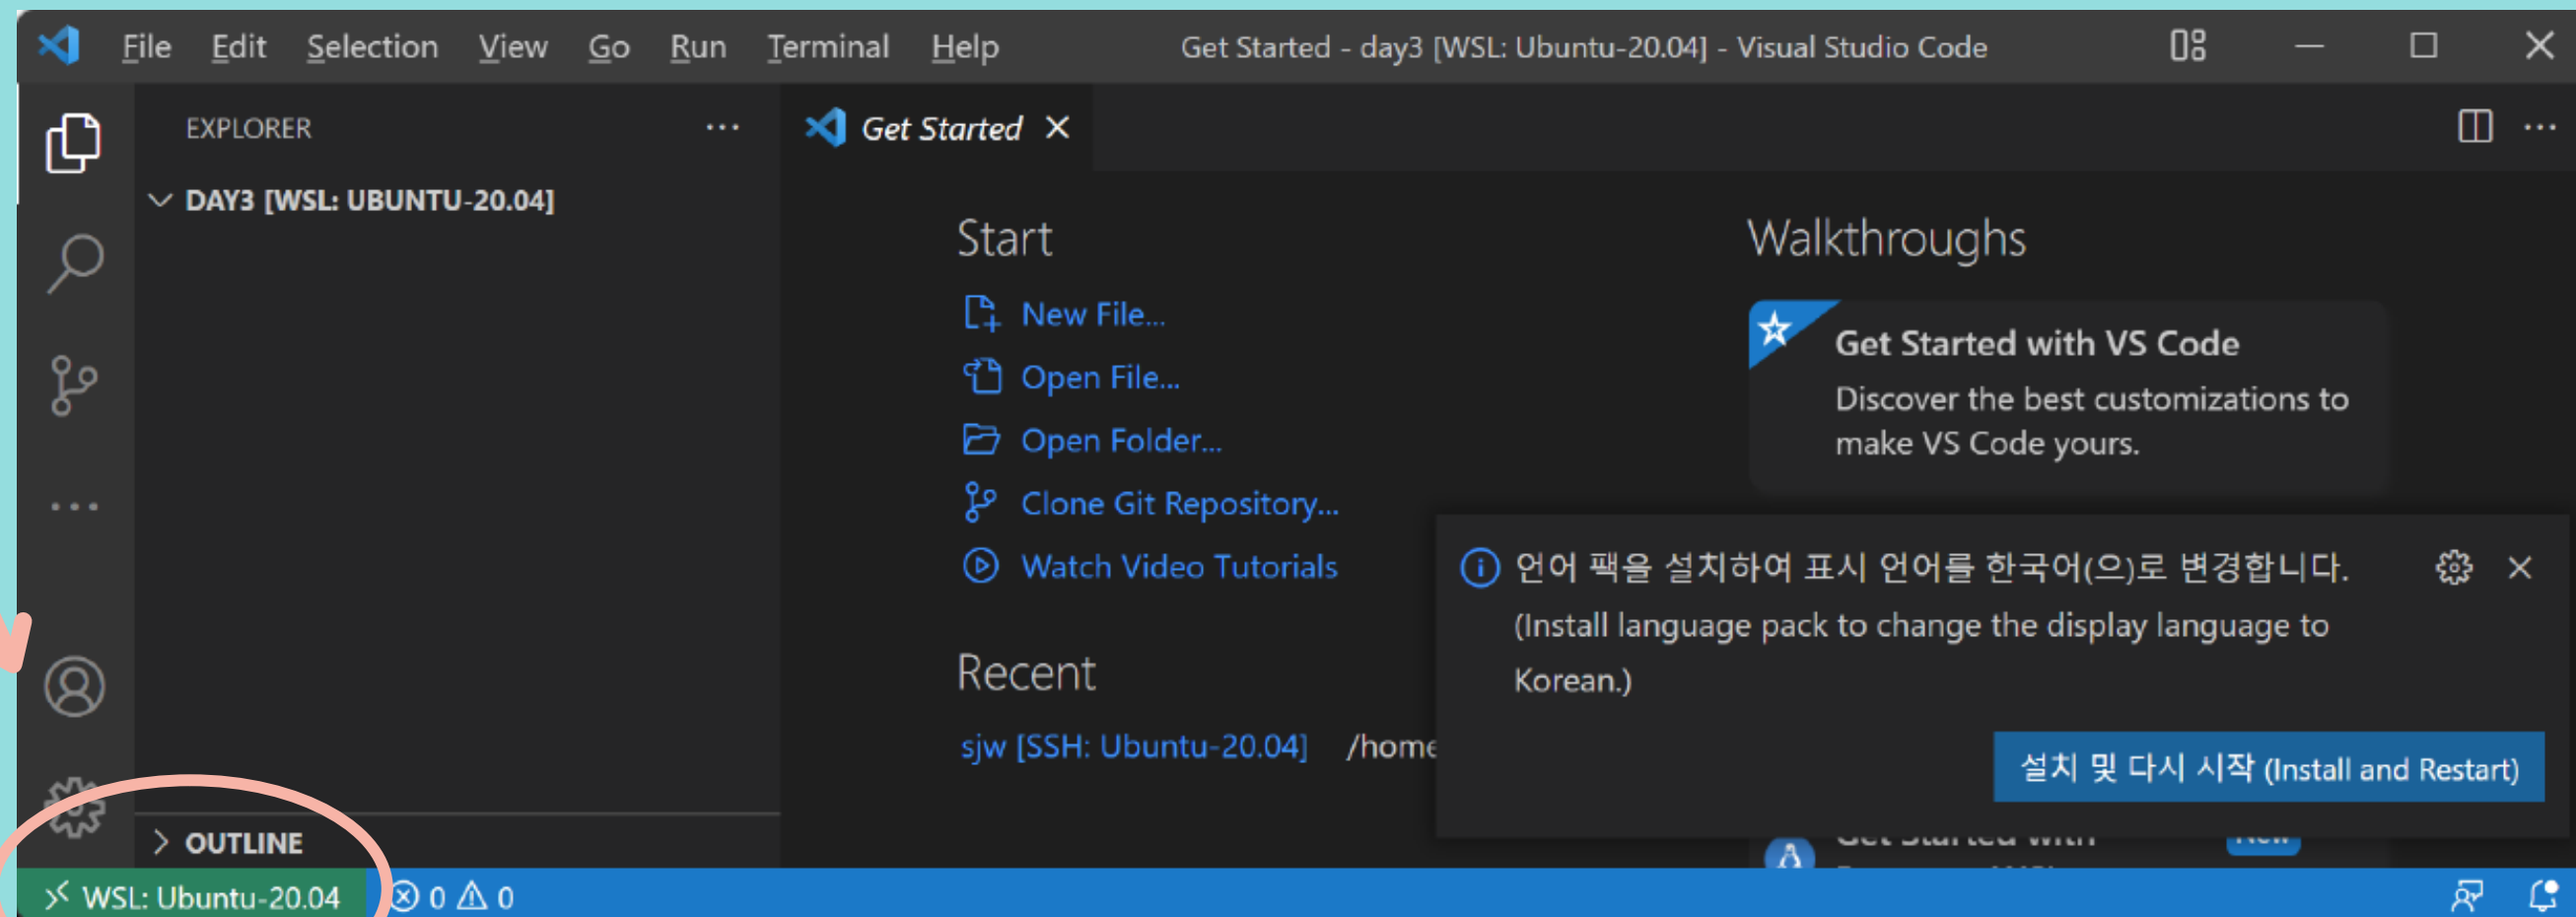 File Edit Selection View Go Run Terminal Help Get Started - day3 [WSL: Ubuntu-20.04] - Visual Studio Code
EXPLORER
Get Started
DAY3 [WSL: UBUNTU-20.04]
Start
New File...
Open File...
Open Folder...
Clone Git Repository...
Watch Video Tutorials
Recent
sjw [SSH: Ubuntu-20.04] /home
Walkthroughs
Get Started with VS Code
Discover the best customizations to
make VS Code yours.
언어 팩을 설치하여 표시 언어를 한국어(으)로 변경합니다.
(Install language pack to change the display language to
Korean.)
설치 및 다시 시작 (Install and Restart)
Get Started with New
OUTLINE
WSL: Ubuntu-20.04 0 0